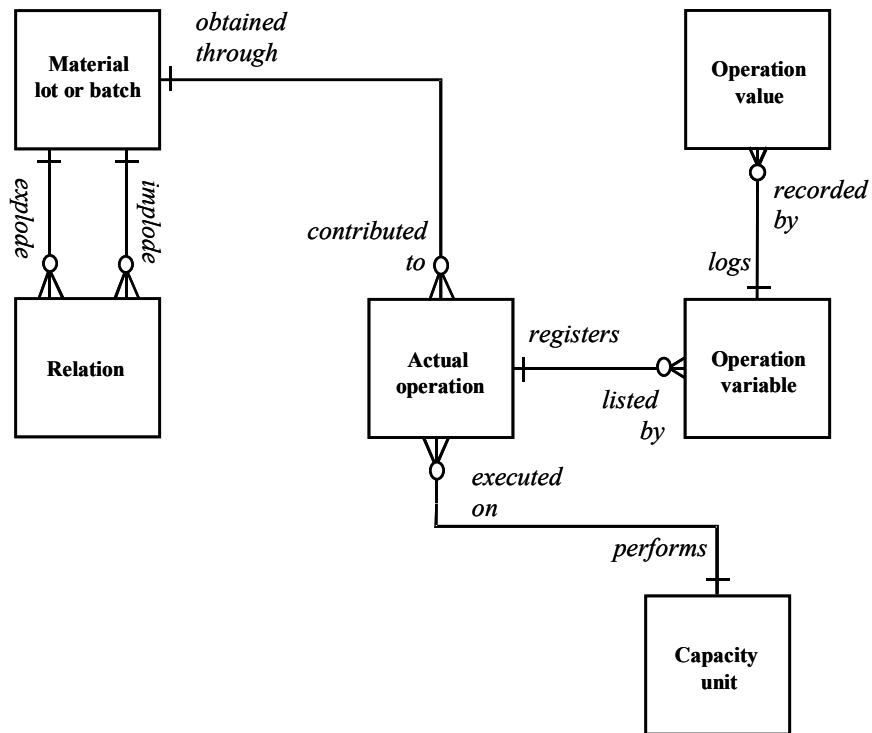 obtained
through
Material
lot or batch
Operation
value
explode
implode
recorded
by
contributed
to
logs
registers
Relation
Actual
operation
Operation
variable
listed
by
executed
on
performs
Capacity
unit